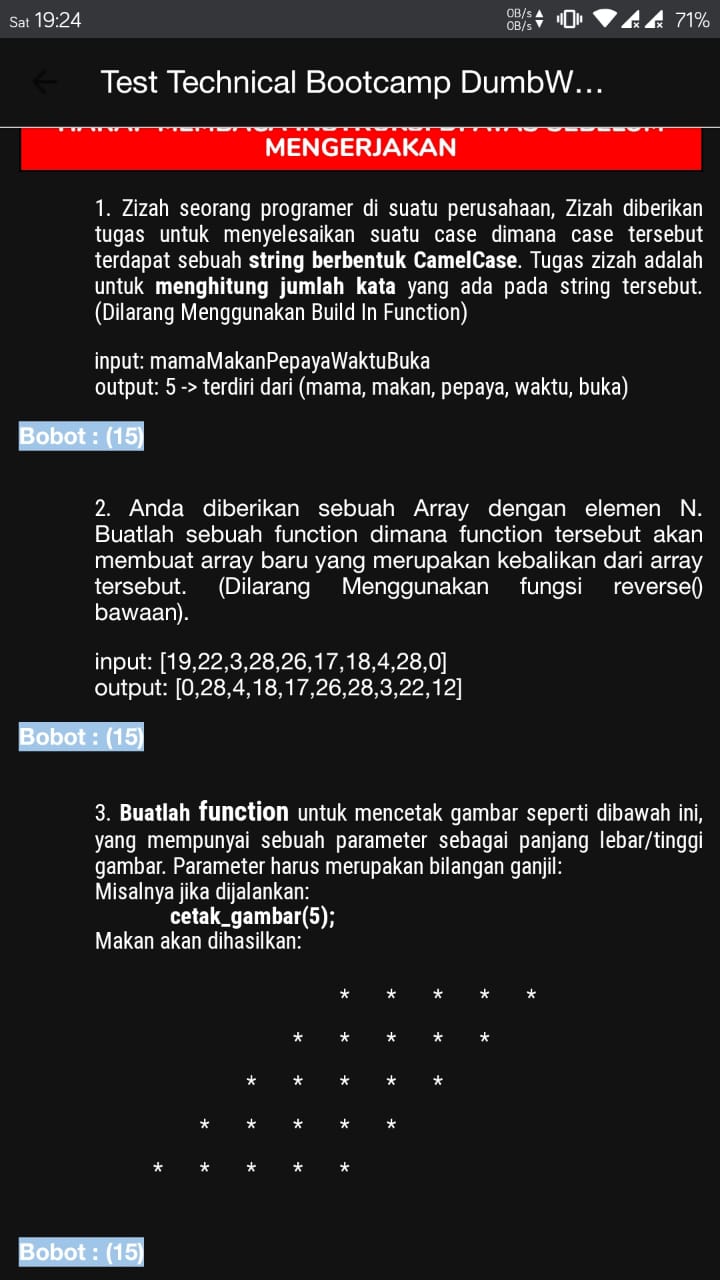 Sat 19:24
0B/s
0B/s
71%
Test Technical Bootcamp DumbW...
HARAP MEMBACA INSTRUKSI DI ATAS SEBELUM
MENGERJAKAN
1. Zizah seorang programer di suatu perusahaan, Zizah diberikan
tugas untuk menyelesaikan suatu case dimana case tersebut
terdapat sebuah string berbentuk CamelCase. Tugas zizah adalah
untuk menghitung jumlah kata yang ada pada string tersebut.
(Dilarang Menggunakan Build In Function)
input: mamaMakanPepayaWaktuBuka
output: 5 -> terdiri dari (mama, makan, pepaya, waktu, buka)
Bobot : (15)
2. Anda diberikan sebuah Array dengan elemen N.
Buatlah sebuah function dimana function tersebut akan
membuat array baru yang merupakan kebalikan dari array
tersebut. (Dilarang Menggunakan fungsi reverse()
bawaan).
input: [19,22,3,28,26,17,18,4,28,0]
output: [0,28,4,18,17,26,28,3,22,12]
Bobot : (15)
3. Buatlah function untuk mencetak gambar seperti dibawah ini,
yang mempunyai sebuah parameter sebagai panjang lebar/tinggi
gambar. Parameter harus merupakan bilangan ganjil:
Misalnya jika dijalankan:
cetak_gambar(5);
Makan akan dihasilkan:
* * * * *
* * * * *
* * * * *
* * * * *
* * * * *
Bobot : (15)